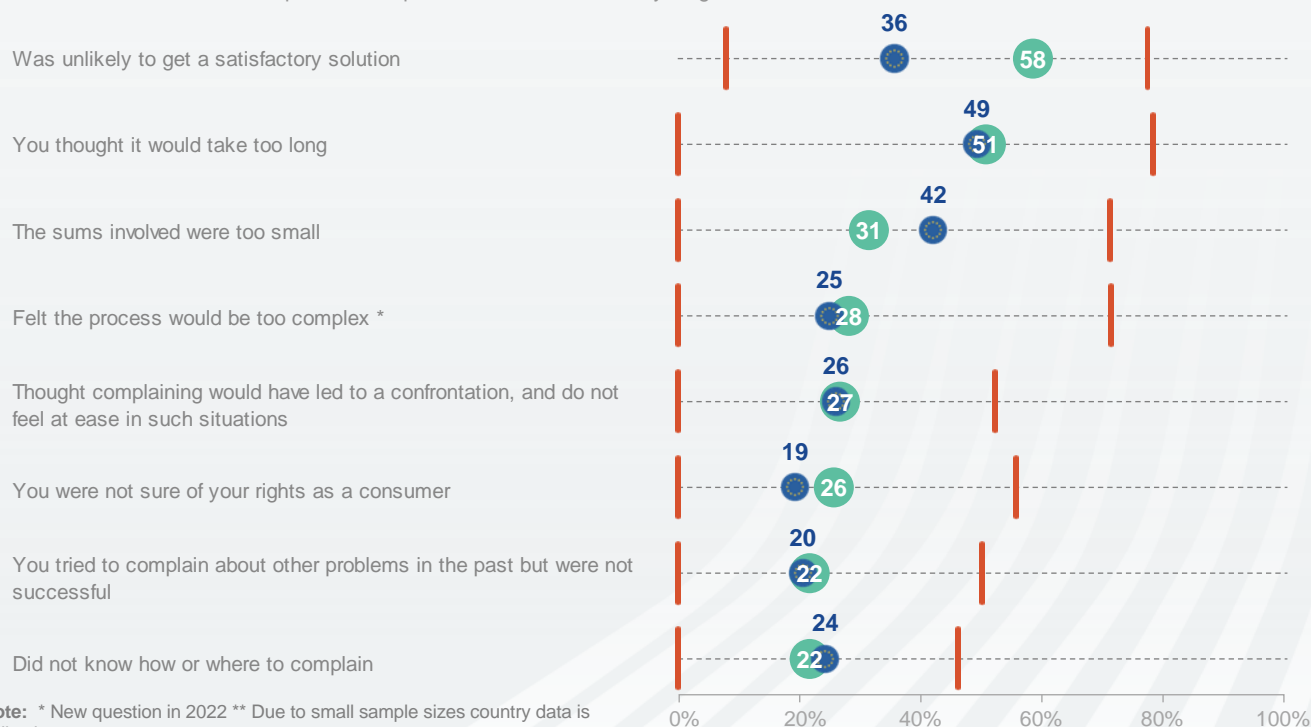 36
Was unlikely to get a satisfactory solution
58
49
You thought it would take too long
51
42
The sums involved were too small
31
25
Felt the process would be too complex *
28
26
Thought complaining would have led to a confrontation, and do not
feel at ease in such situations
27
19
You were not sure of your rights as a consumer
26
20
You tried to complain about other problems in the past but were not
successful
22
24
Did not know how or where to complain
22
ote: * New question in 2022 ** Due to small sample sizes country data is
0% 20% 40% 60% 80% 100%